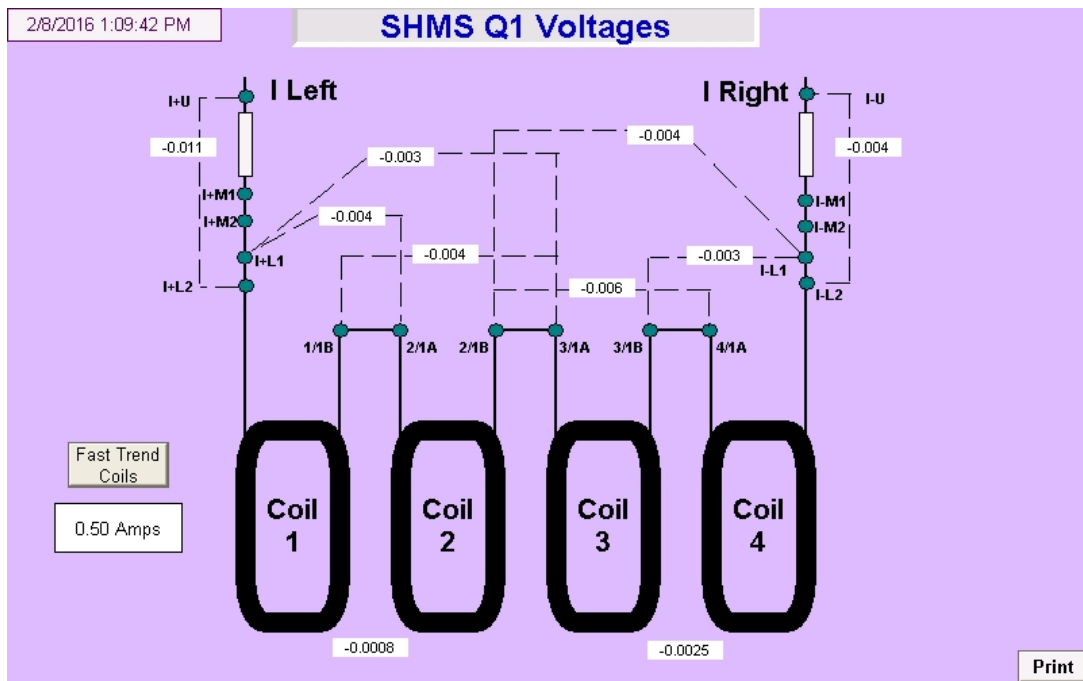 2/8/2016 1:09:42 PM
SHMS Q1 Voltages
I Left
I Right
I+U
I-U
-0.011
-0.003
-0.004
-0.004
I+M1
I-M1
I+M2
-0.004
I-M2
I+L1
-0.004
-0.003
I-L1
I+L2
-0.006
I-L2
1/1B
2/1A
2/1B
3/1A
3/1B
4/1A
Fast Trend
Coils
0.50 Amps
Coil
1
Coil
2
Coil
3
Coil
4
-0.0008
-0.0025
Print